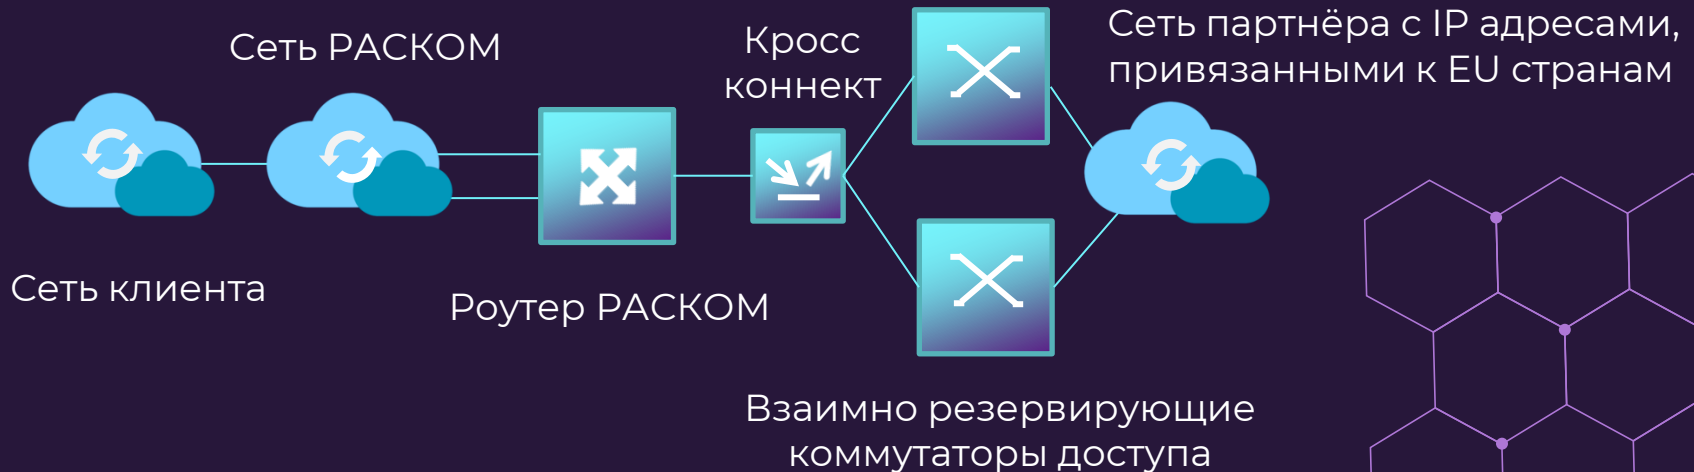 Сеть РАСКОМ
Кросс
коннект
Сеть партнёра с IP адресами,
привязанными к EU странам
Сеть клиента
Роутер РАСКОМ
Взаимно резервирующие
коммутаторы доступа